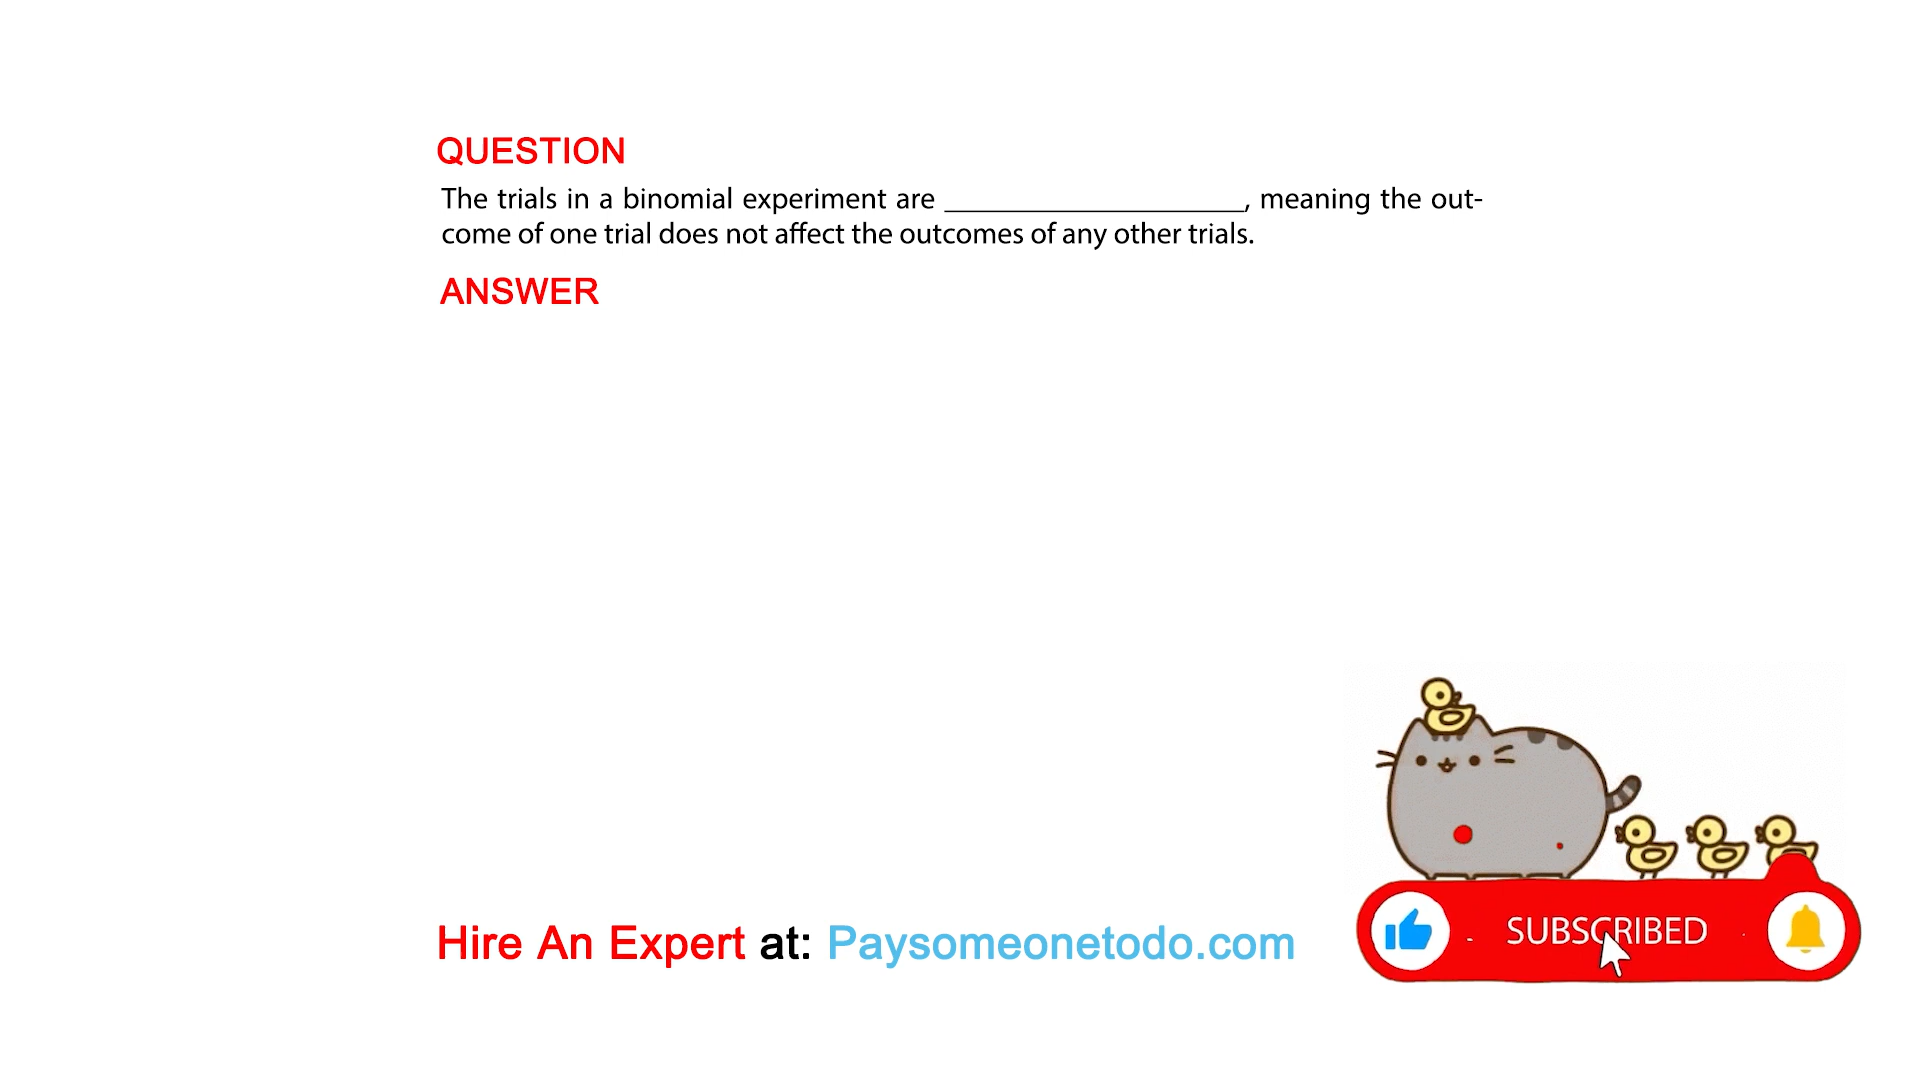 QUESTION
The trials in a binomial experiment are ____________________, meaning the out-
come of one trial does not affect the outcomes of any other trials.
ANSWER
Hire An Expert at: Paysomeonetodo.com
SUBSCRIBED